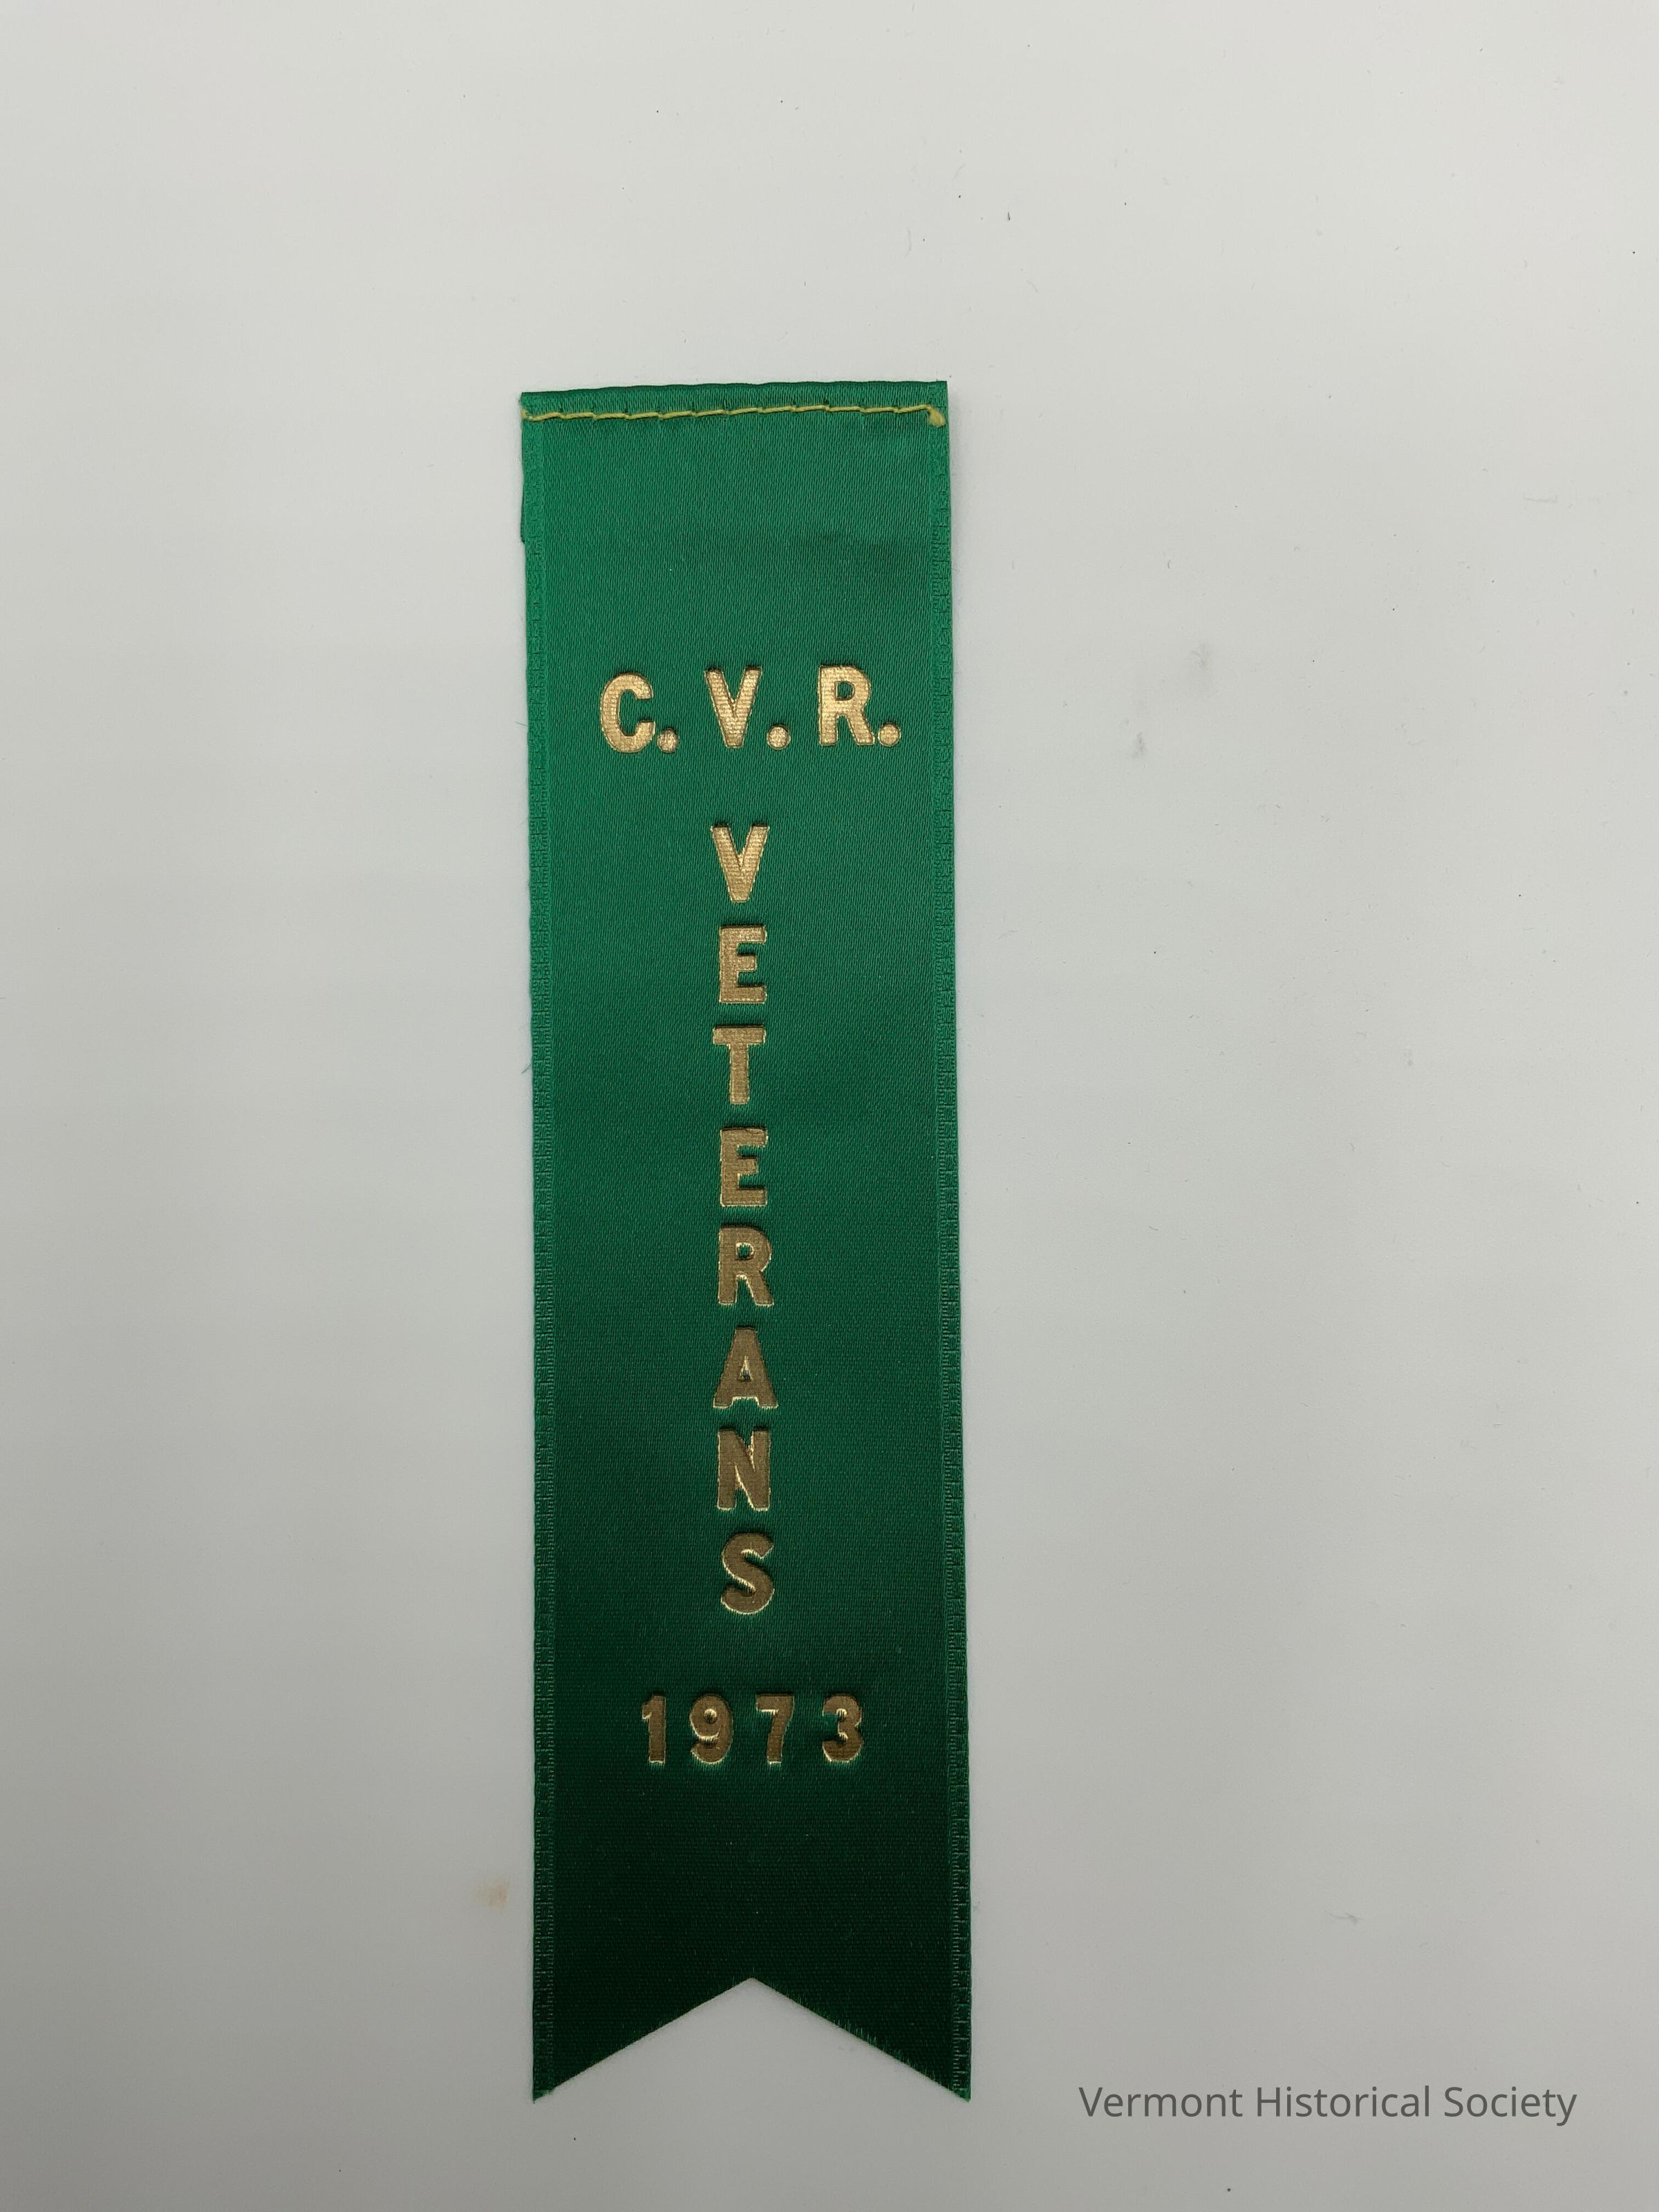 C. V. R.
VETERANS
1973
Vermont Historical Society